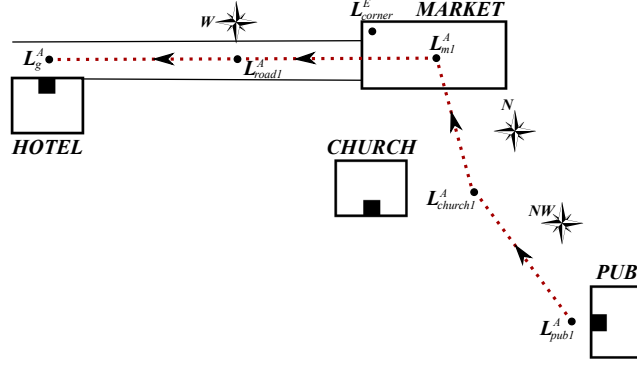 L^E_corner
MARKET
W
L^A_g
L^A_road1
L^A_m1
HOTEL
N
CHURCH
L^A_church1
NW
PUB
L^A_pub1